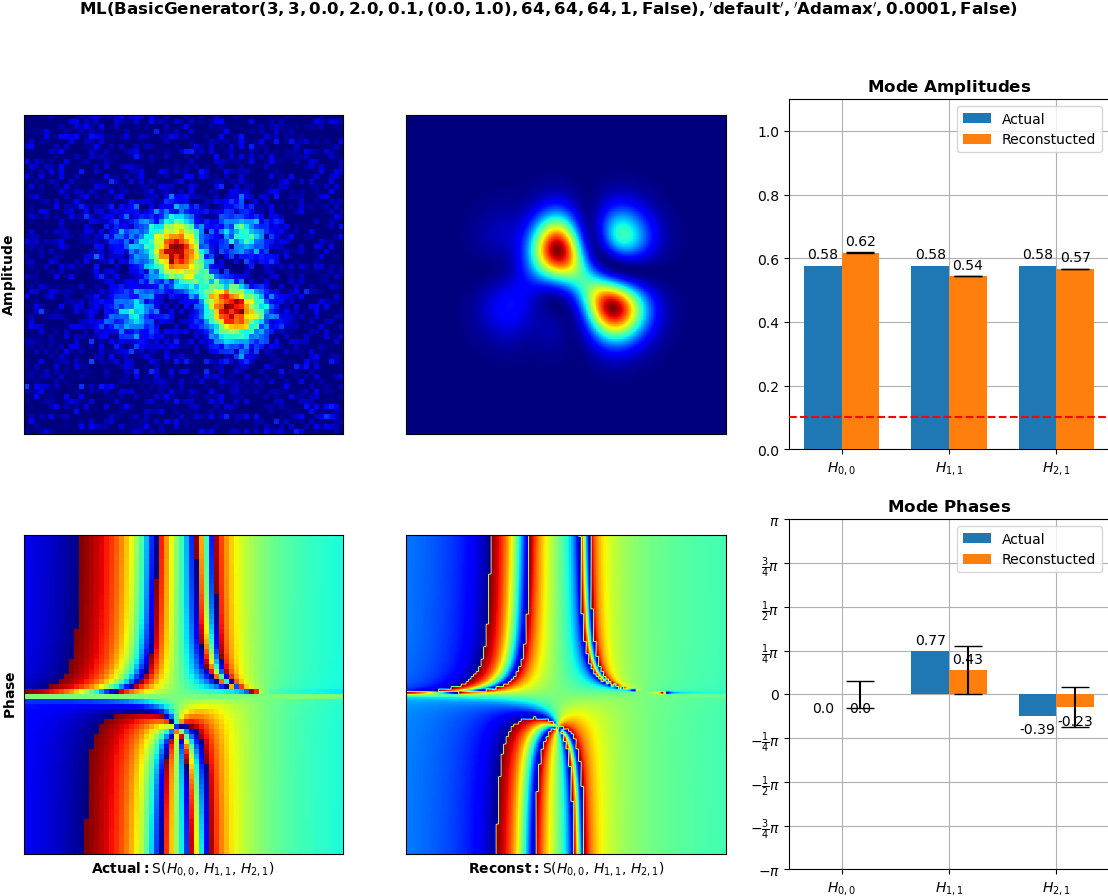 ML(BasicGenerator(3, 3, 0.0, 2.0, 0.1, (0.0, 1.0), 64, 64, 64, 1, False), 'default', 'Adamax', 0.0001, False)
Amplitude
Mode Amplitudes
Actual
Reconstucted
1.0
0.8
0.6
0.4
0.2
0.0
0.58 0.62 0.58 0.54 0.58 0.57
H0,0 H1,1 H2,1
Phase
Actual: S(H0,0, H1,1, H2,1)
Reconst: S(H0,0, H1,1, H2,1)
Mode Phases
Actual
Reconstucted
π
3/4π
1/2π
1/4π
0
−1/4π
−1/2π
−3/4π
−π
0.0 -0.0 0.77 0.43 -0.39 -0.23
H0,0 H1,1 H2,1